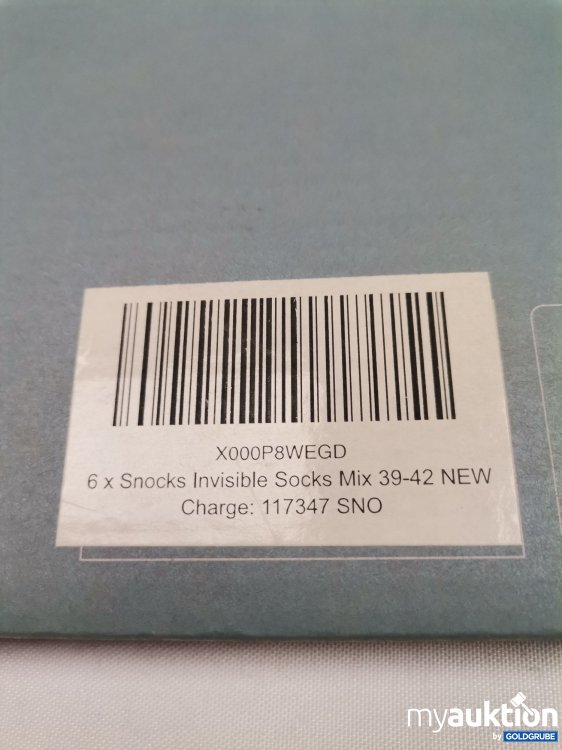 X000P8WEGD
6 x Snocks Invisible Socks Mix 39-42 NEW
Charge: 117347 SNO
myauktion
by GOLDGRUBE